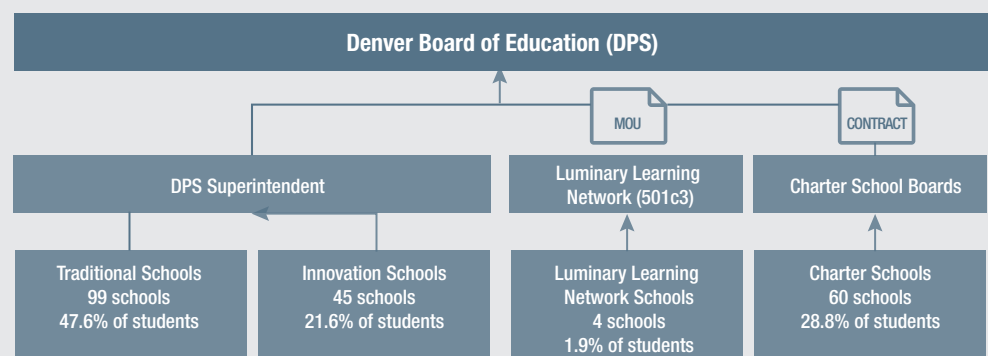 Denver Board of Education (DPS)
MOU
CONTRACT
DPS Superintendent
Luminary Learning
Network (501c3)
Charter School Boards
Traditional Schools
99 schools
47.6% of students
Innovation Schools
45 schools
21.6% of students
Luminary Learning
Network Schools
4 schools
1.9% of students
Charter Schools
60 schools
28.8% of students